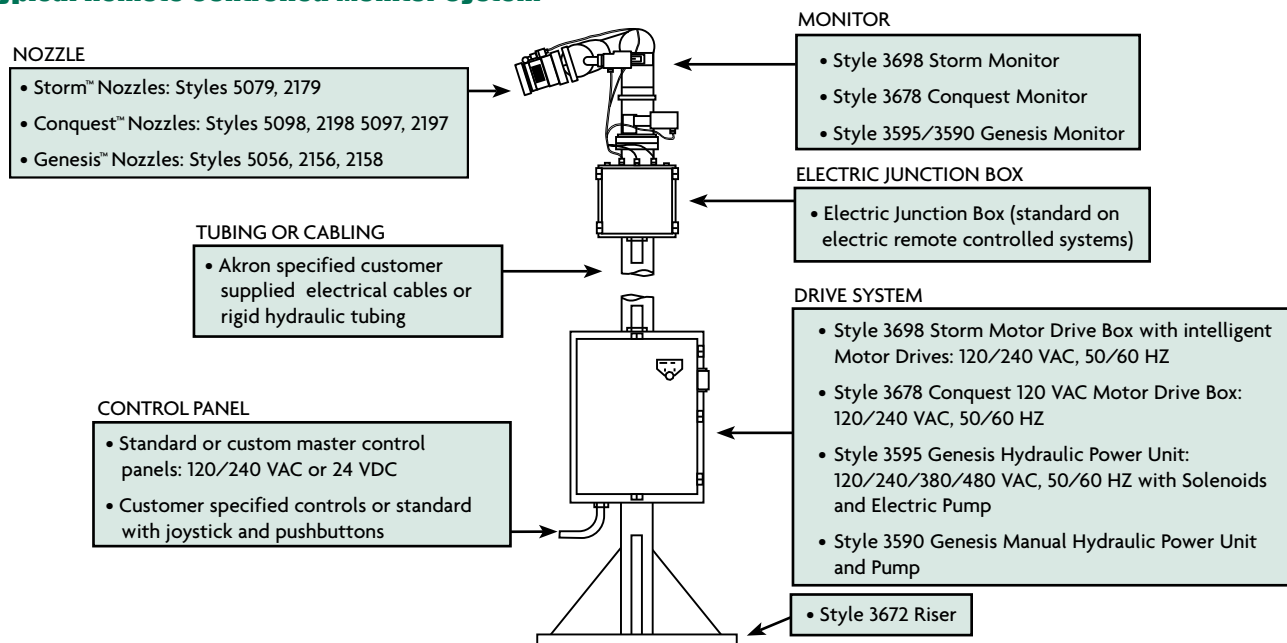 NOZZLE
• Storm™ Nozzles: Styles 5079, 2179
• Conquest™ Nozzles: Styles 5098, 2198 5097, 2197
• Genesis™ Nozzles: Styles 5056, 2156, 2158
MONITOR
• Style 3698 Storm Monitor
• Style 3678 Conquest Monitor
• Style 3595/3590 Genesis Monitor
ELECTRIC JUNCTION BOX
• Electric Junction Box (standard on
electric remote controlled systems)
TUBING OR CABLING
• Akron specified customer
supplied electrical cables or
rigid hydraulic tubing
DRIVE SYSTEM
• Style 3698 Storm Motor Drive Box with intelligent
Motor Drives: 120/240 VAC, 50/60 HZ
• Style 3678 Conquest 120 VAC Motor Drive Box:
120/240 VAC, 50/60 HZ
• Style 3595 Genesis Hydraulic Power Unit:
120/240/380/480 VAC, 50/60 HZ with Solenoids
and Electric Pump
• Style 3590 Genesis Manual Hydraulic Power Unit
and Pump
CONTROL PANEL
• Standard or custom master control
panels: 120/240 VAC or 24 VDC
• Customer specified controls or standard
with joystick and pushbuttons
• Style 3672 Riser